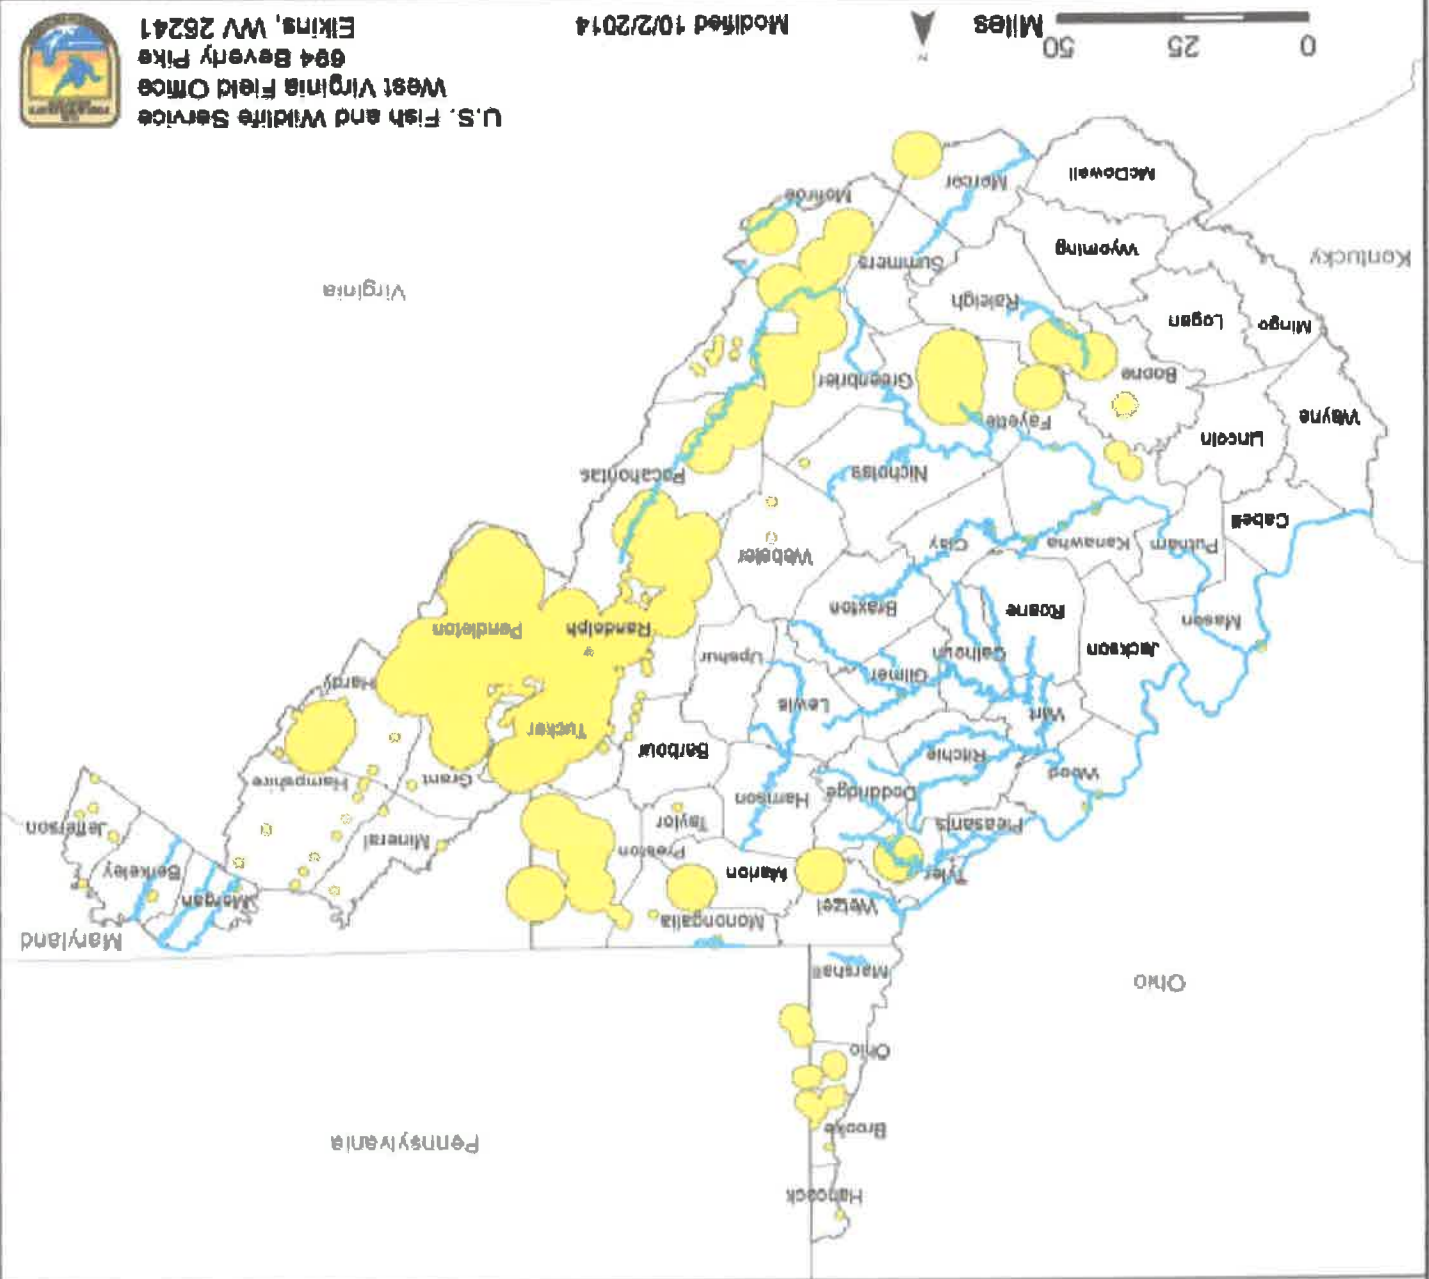 Hancock
Brooke
Ohio
Pennsylvania
Marshall
Ohio
Maryland
Wetzel
Monongalia
Morgan
Berkeley
Jefferson
Tyler
Marion
Preston
Mineral
Pleasants
Doddridge
Harrison
Taylor
Hampshire
Grant
Wood
Ritchie
Barbour
Tucker
Wirt
Lewis
Hardy
Gilmer
Calhoun
Upshur
Randolph
Pendleton
Jackson
Roane
Mason
Braxton
Webster
Putnam
Kanawha
Clay
Cabell
Nicholas
Pocahontas
Wayne
Lincoln
Fayette
Greenbrier
Boone
Mingo
Logan
Raleigh
Virginia
Kentucky
Wyoming
Summers
Monroe
McDowell
Mercer
U.S. Fish and Wildlife Service
West Virginia Field Office
694 Beverly Pike
Elkins, WV 26241
Modified 10/2/2014
N
0 25 50
Miles